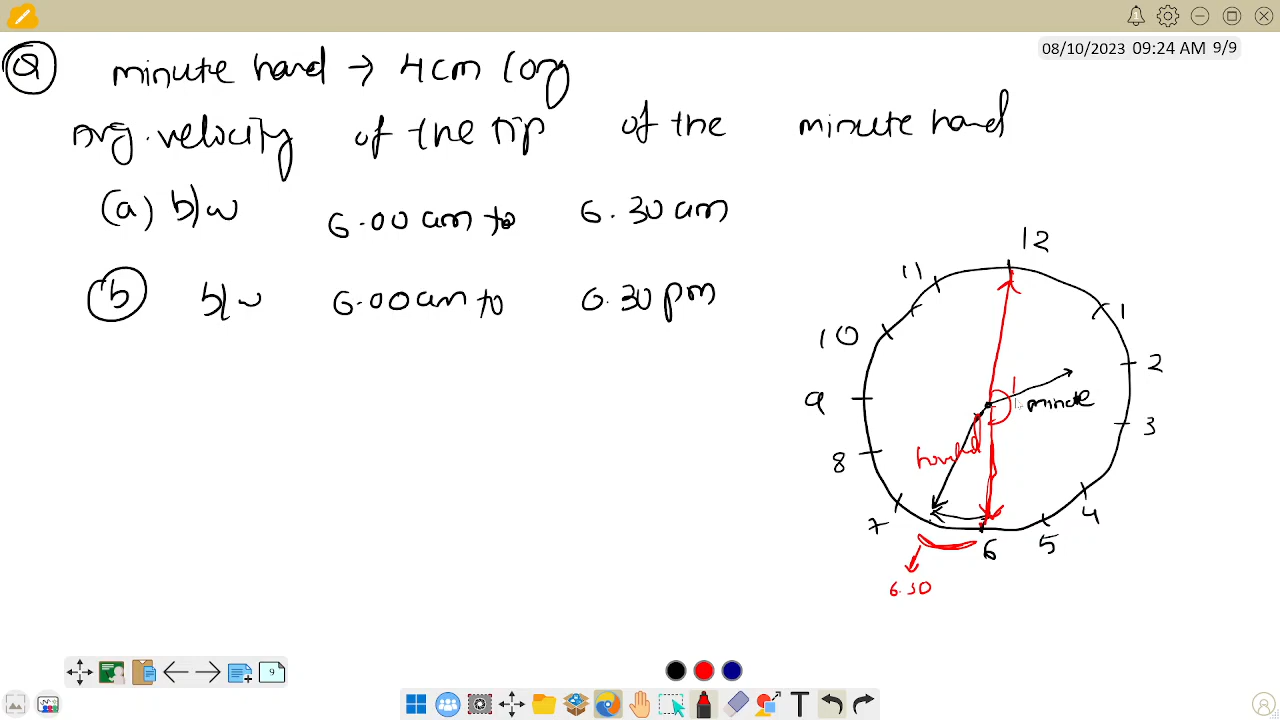 08/10/2023 09:24 AM 9/9
Q minute hand → 4cm long
Avg. velocity of the tip of the minute hand
(a) b/w 6.00 am to 6.30 am
(b) b/w 6.00 am to 6.30 pm
12
11
1
10
2
9
minute
3
8
7
4
6
5
6.30
9
T